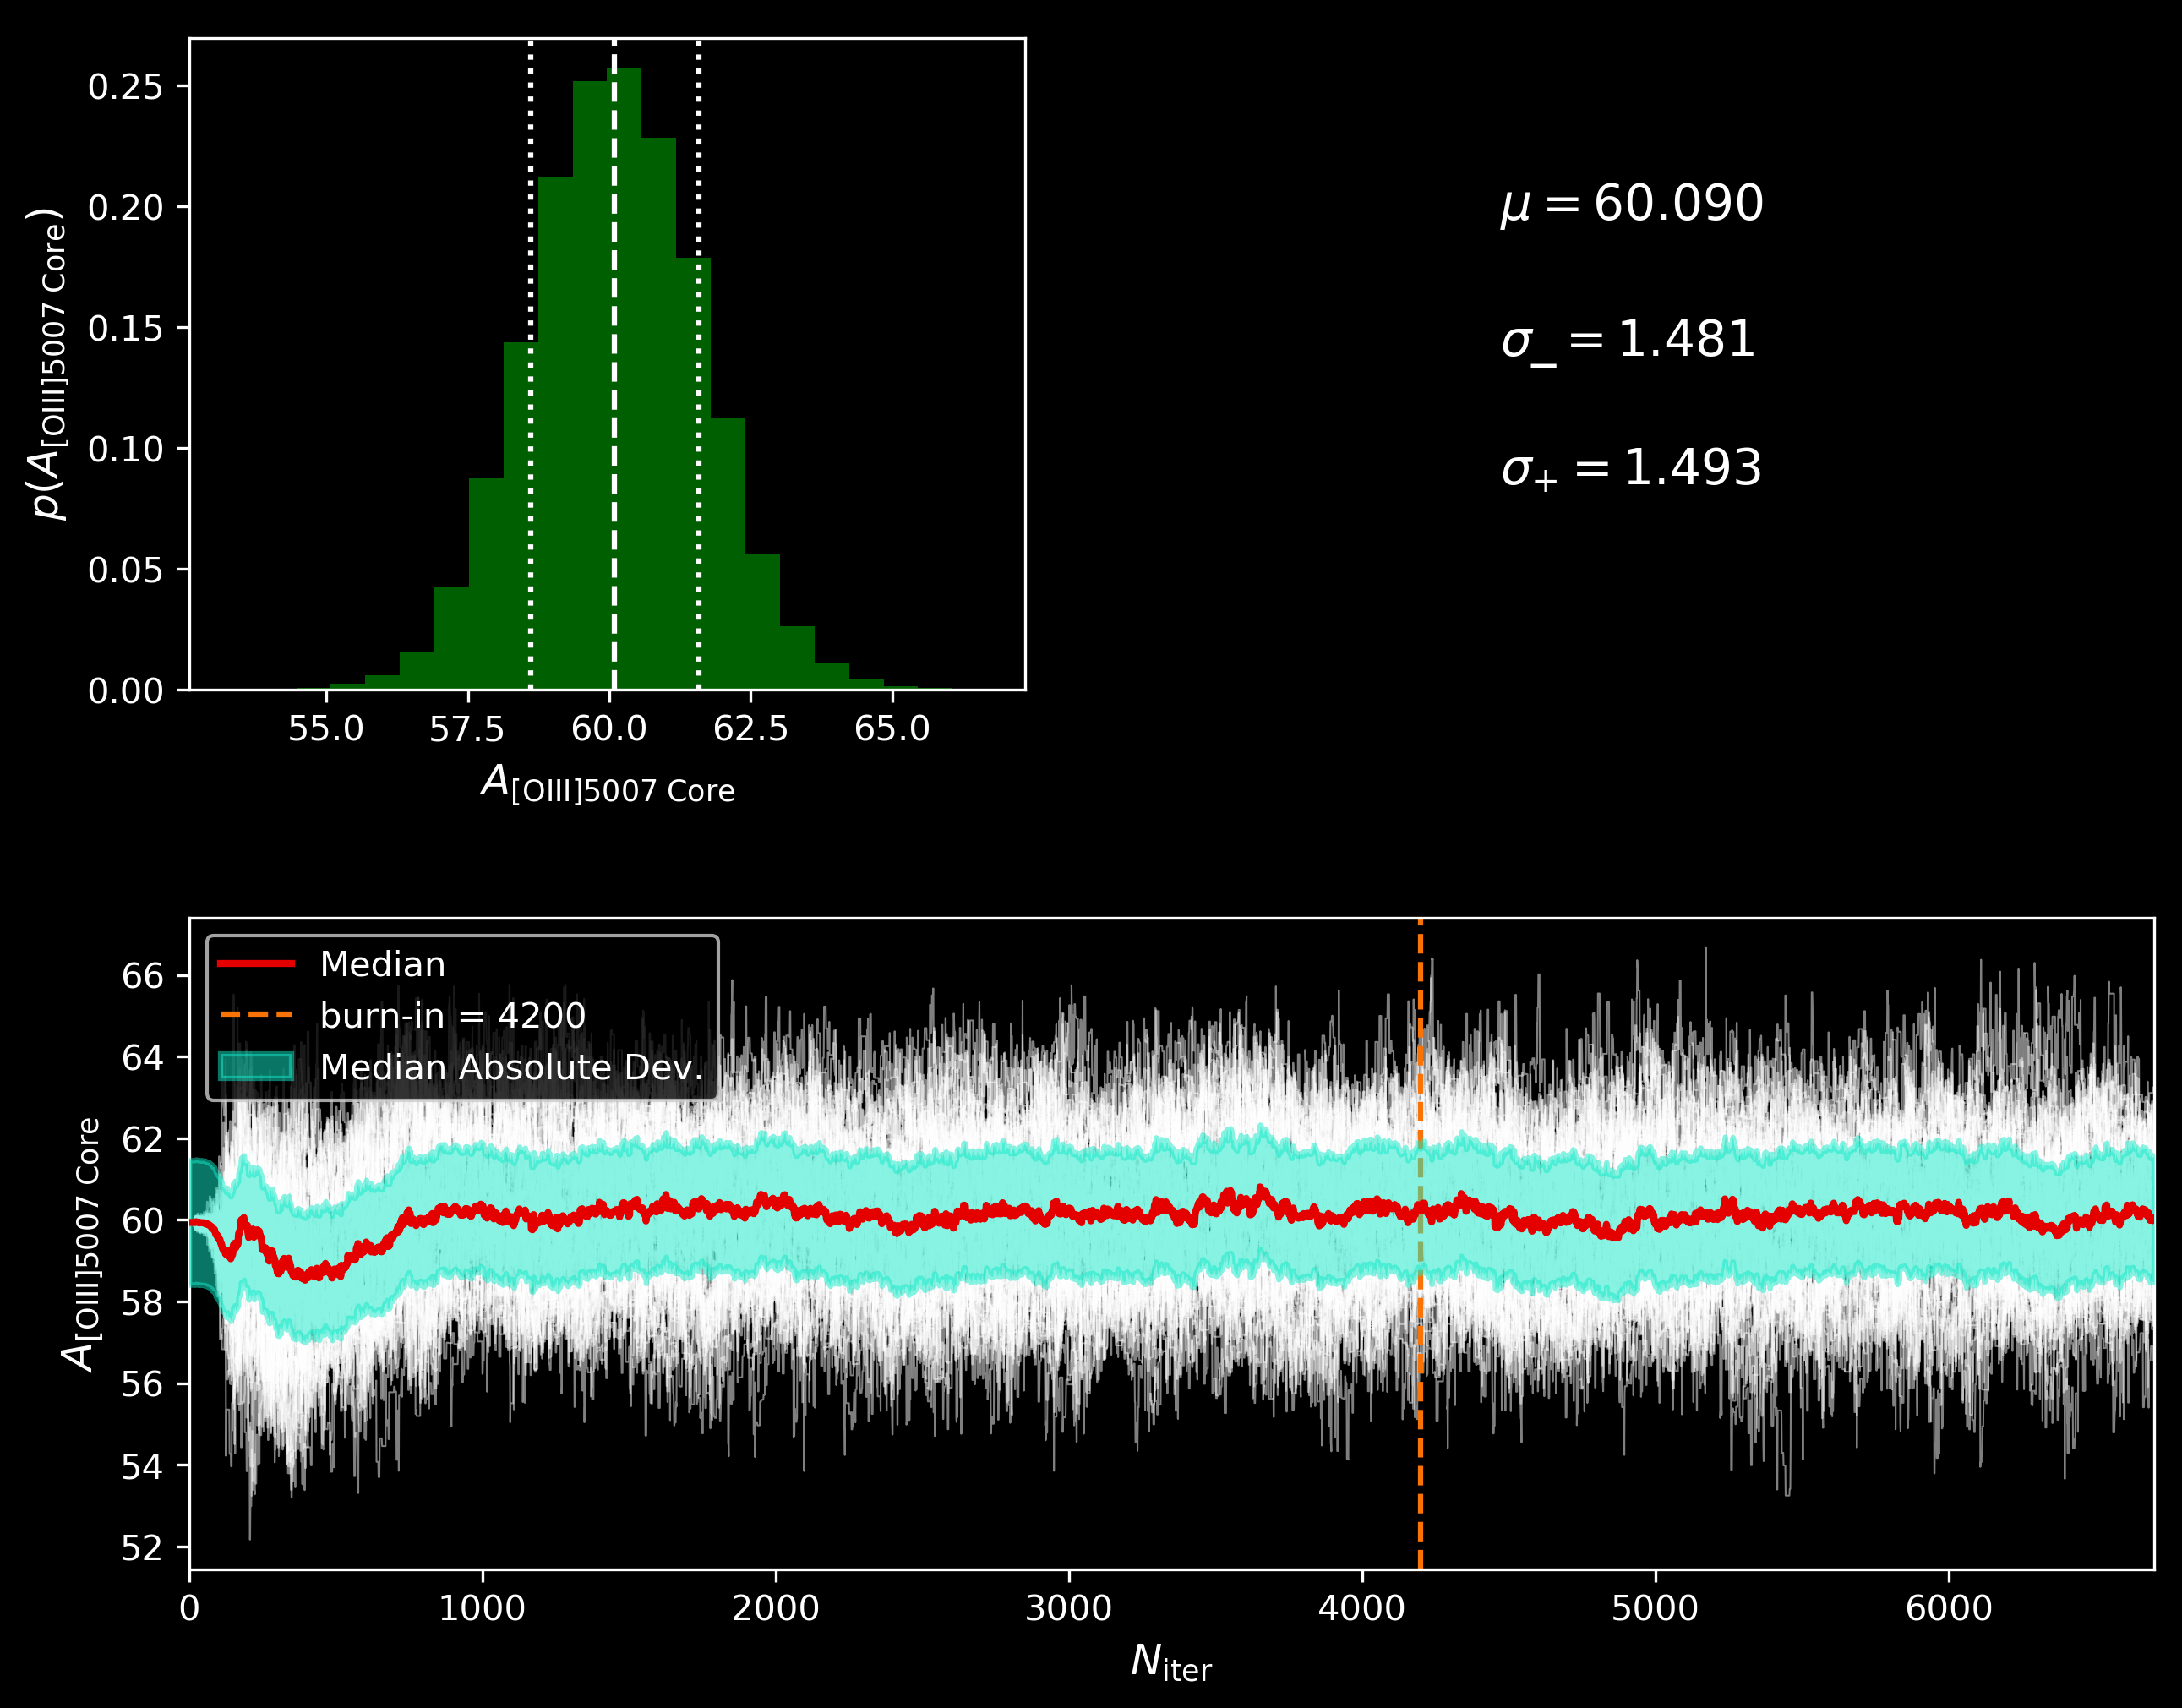 0.25
0.20
0.15
0.10
0.05
0.00
p(A[OIII]5007 Core)
55.0 57.5 60.0 62.5 65.0
A[OIII]5007 Core
μ = 60.090
σ− = 1.481
σ+ = 1.493
Median
burn-in = 4200
Median Absolute Dev.
66
64
62
60
58
56
54
52
A[OIII]5007 Core
0 1000 2000 3000 4000 5000 6000
Niter